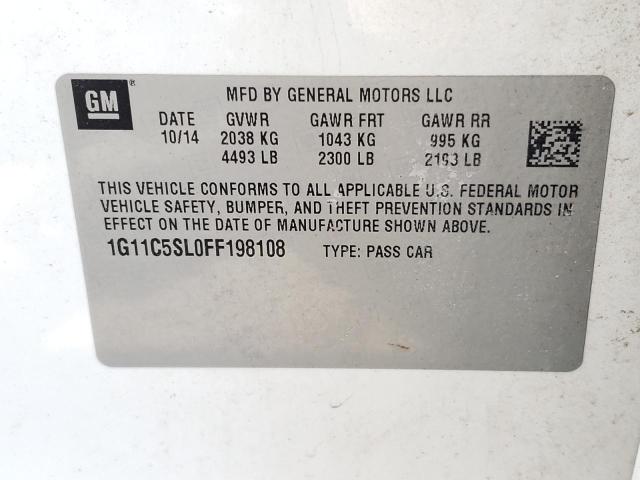 GM®
MFD BY GENERAL MOTORS LLC
DATE GVWR GAWR FRT GAWR RR
10/14 2038 KG 1043 KG 995 KG
4493 LB 2300 LB 2193 LB
THIS VEHICLE CONFORMS TO ALL APPLICABLE U.S. FEDERAL MOTOR
VEHICLE SAFETY, BUMPER, AND THEFT PREVENTION STANDARDS IN
EFFECT ON THE DATE OF MANUFACTURE SHOWN ABOVE.
1G11C5SL0FF198108 TYPE: PASS CAR